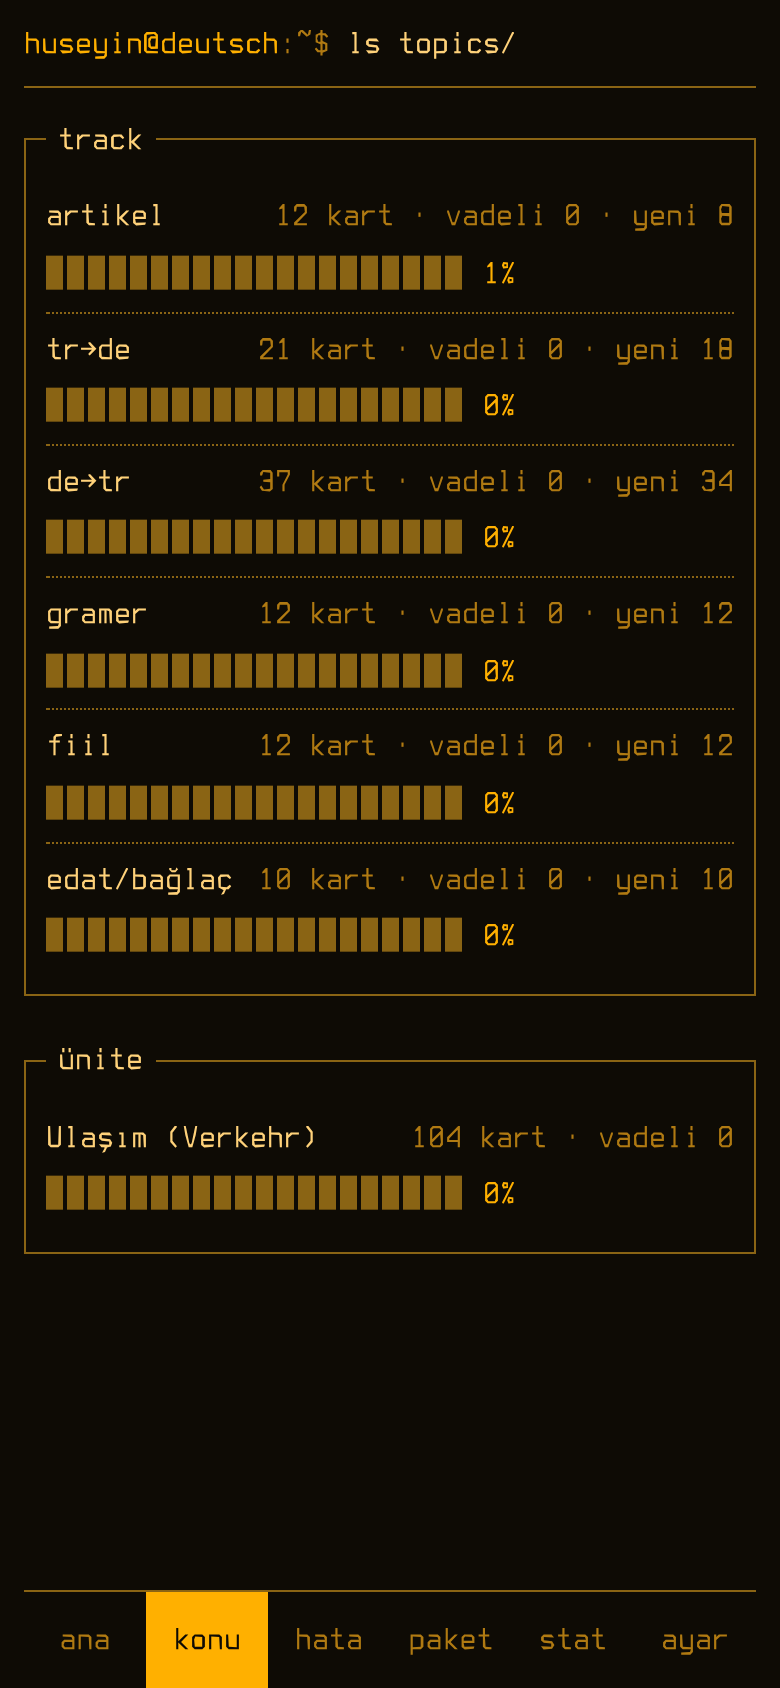 huseyin@deutsch:~$ ls topics/
track
artikel 12 kart · vadeli 0 · yeni 8
1%
tr→de 21 kart · vadeli 0 · yeni 18
0%
de→tr 37 kart · vadeli 0 · yeni 34
0%
gramer 12 kart · vadeli 0 · yeni 12
0%
fiil 12 kart · vadeli 0 · yeni 12
0%
edat/bağlaç 10 kart · vadeli 0 · yeni 10
0%
ünite
Ulaşım (Verkehr) 104 kart · vadeli 0
0%
ana konu hata paket stat ayar